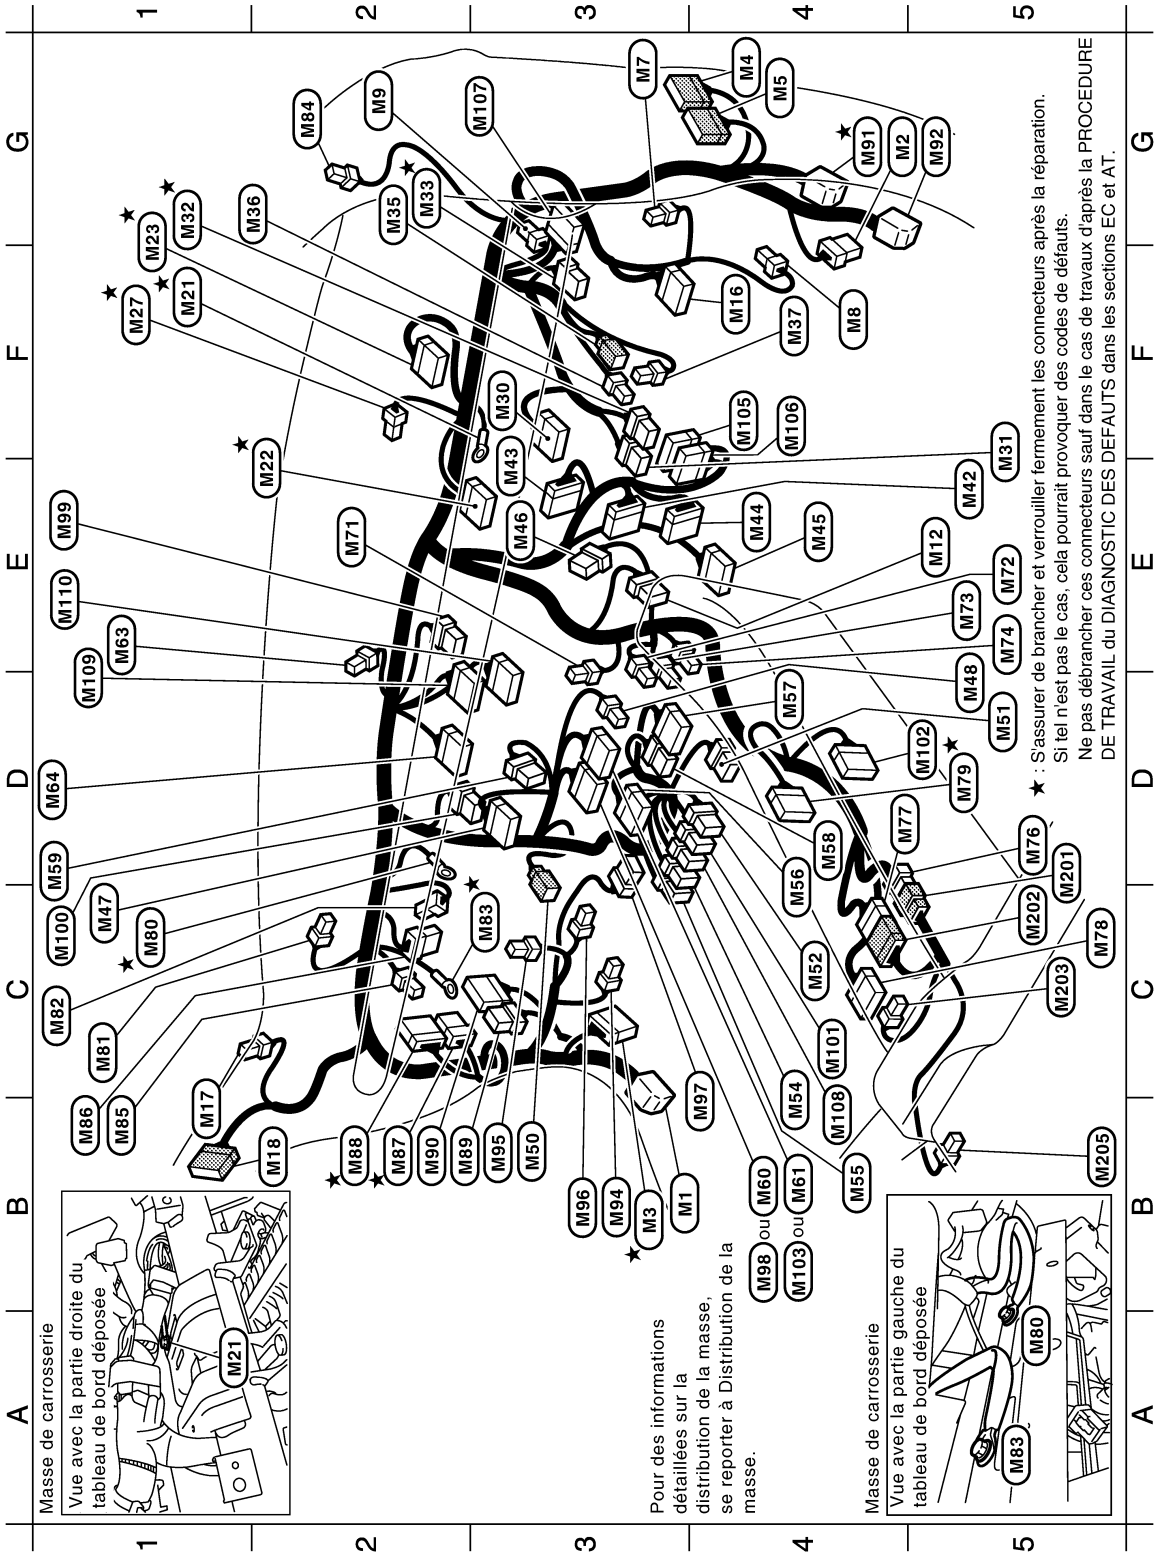 1
2
3
4
5
G
F
E
D
C
B
A
M7
M4
M5
M9
M84
M107
★
M91
M2
M92
★
M33
M35
M36
★
M32
★
M23
★
M21
★
M27
M16
M37
M8
M30
M105
M106
M31
★
M22
M43
M42
M99
M71
M46
M44
M45
M12
M110
M63
M109
M72
M73
M74
M48
M57
M51
M64
M102
★
M79
M59
M77
M58
M76
M100
M47
★
M80
★
M83
M56
M201
M202
M82
M81
M52
M78
M203
M86
M85
M17
M101
M54
M108
M97
M18
★
M88
★
M87
M90
M89
M95
M50
M96
M94
★
M3
M1
M55
M205
M98 ou M60
M103 ou M61
★ : S'assurer de brancher et verrouiller fermement les connecteurs après la réparation.
Si tel n'est pas le cas, cela pourrait provoquer des codes de défauts.
Ne pas débrancher ces connecteurs sauf dans le cas de travaux d'après la PROCEDURE
DE TRAVAIL du DIAGNOSTIC DES DEFAUTS dans les sections EC et AT.
Masse de carrosserie
Vue avec la partie droite du
tableau de bord déposée
M21
Pour des informations
détaillées sur la
distribution de la masse,
se reporter à Distribution de la
masse.
Masse de carrosserie
Vue avec la partie gauche du
tableau de bord déposée
M80
M83
1
2
3
4
5
G
F
E
D
C
B
A